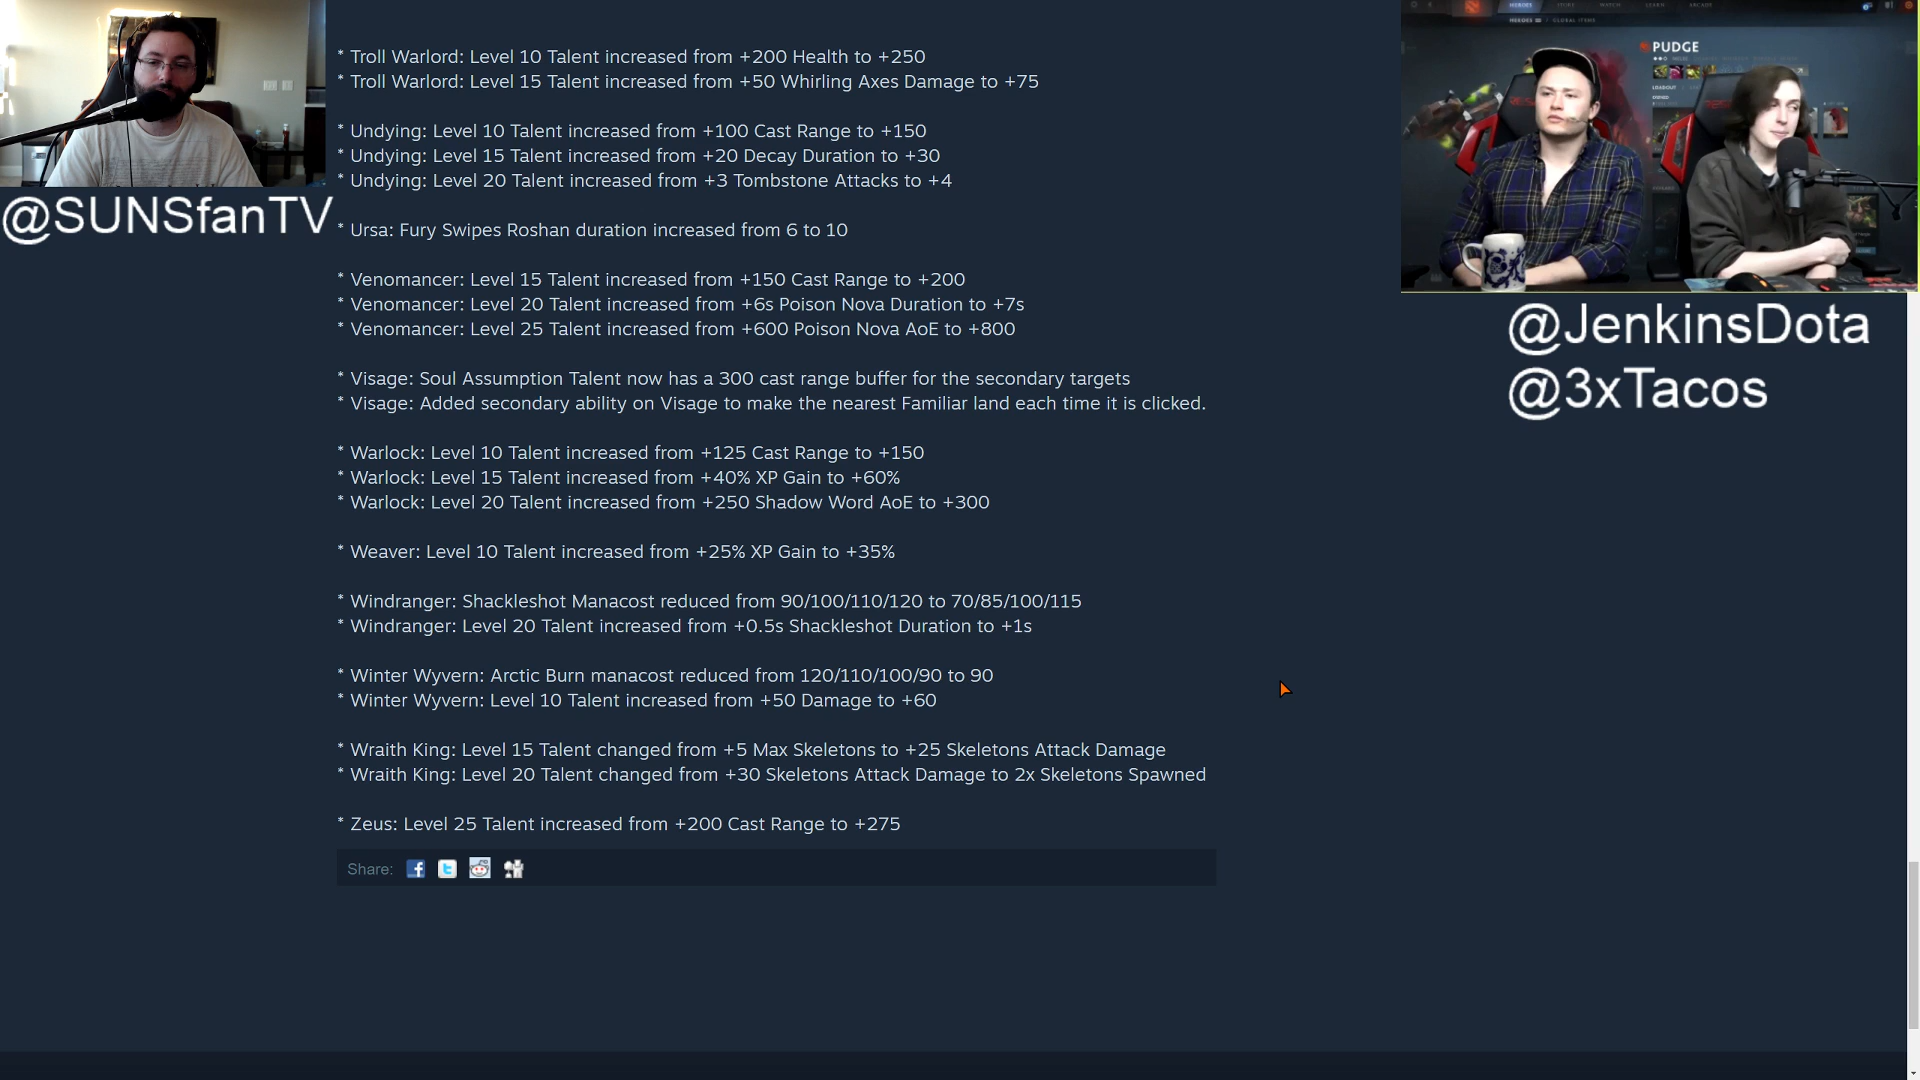 * Troll Warlord: Level 10 Talent increased from +200 Health to +250
* Troll Warlord: Level 15 Talent increased from +50 Whirling Axes Damage to +75
* Undying: Level 10 Talent increased from +100 Cast Range to +150
* Undying: Level 15 Talent increased from +20 Decay Duration to +30
* Undying: Level 20 Talent increased from +3 Tombstone Attacks to +4
* Ursa: Fury Swipes Roshan duration increased from 6 to 10
* Venomancer: Level 15 Talent increased from +150 Cast Range to +200
* Venomancer: Level 20 Talent increased from +6s Poison Nova Duration to +7s
* Venomancer: Level 25 Talent increased from +600 Poison Nova AoE to +800
* Visage: Soul Assumption Talent now has a 300 cast range buffer for the secondary targets
* Visage: Added secondary ability on Visage to make the nearest Familiar land each time it is clicked.
* Warlock: Level 10 Talent increased from +125 Cast Range to +150
* Warlock: Level 15 Talent increased from +40% XP Gain to +60%
* Warlock: Level 20 Talent increased from +250 Shadow Word AoE to +300
* Weaver: Level 10 Talent increased from +25% XP Gain to +35%
* Windranger: Shackleshot Manacost reduced from 90/100/110/120 to 70/85/100/115
* Windranger: Level 20 Talent increased from +0.5s Shackleshot Duration to +1s
* Winter Wyvern: Arctic Burn manacost reduced from 120/110/100/90 to 90
* Winter Wyvern: Level 10 Talent increased from +50 Damage to +60
* Wraith King: Level 15 Talent changed from +5 Max Skeletons to +25 Skeletons Attack Damage
* Wraith King: Level 20 Talent changed from +30 Skeletons Attack Damage to 2x Skeletons Spawned
* Zeus: Level 25 Talent increased from +200 Cast Range to +275
Share:
@SUNSfanTV
HEROES
PUDGE
LOADOUT
@JenkinsDota
@3xTacos